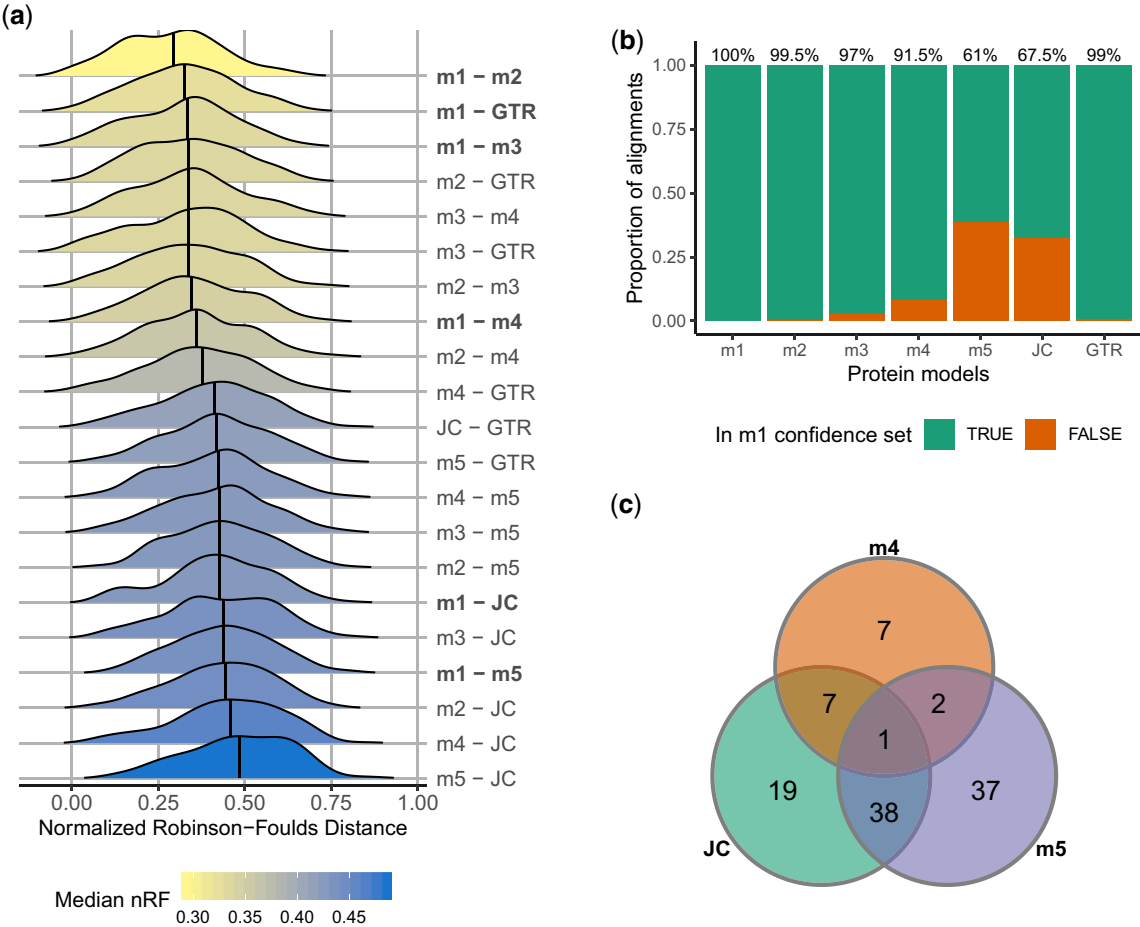 (a)
m1 − m2
m1 − GTR
m1 − m3
m2 − GTR
m3 − m4
m3 − GTR
m2 − m3
m1 − m4
m2 − m4
m4 − GTR
JC − GTR
m5 − GTR
m4 − m5
m3 − m5
m2 − m5
m1 − JC
m3 − JC
m1 − m5
m2 − JC
m4 − JC
m5 − JC
0.00 0.25 0.50 0.75 1.00
Normalized Robinson−Foulds Distance
Median nRF
0.30 0.35 0.40 0.45
(b)
100% 99.5% 97% 91.5% 61% 67.5% 99%
Proportion of alignments
1.00
0.75
0.50
0.25
0.00
m1 m2 m3 m4 m5 JC GTR
Protein models
In m1 confidence set TRUE FALSE
(c)
m4
7
7 2
1
19 38 37
JC m5